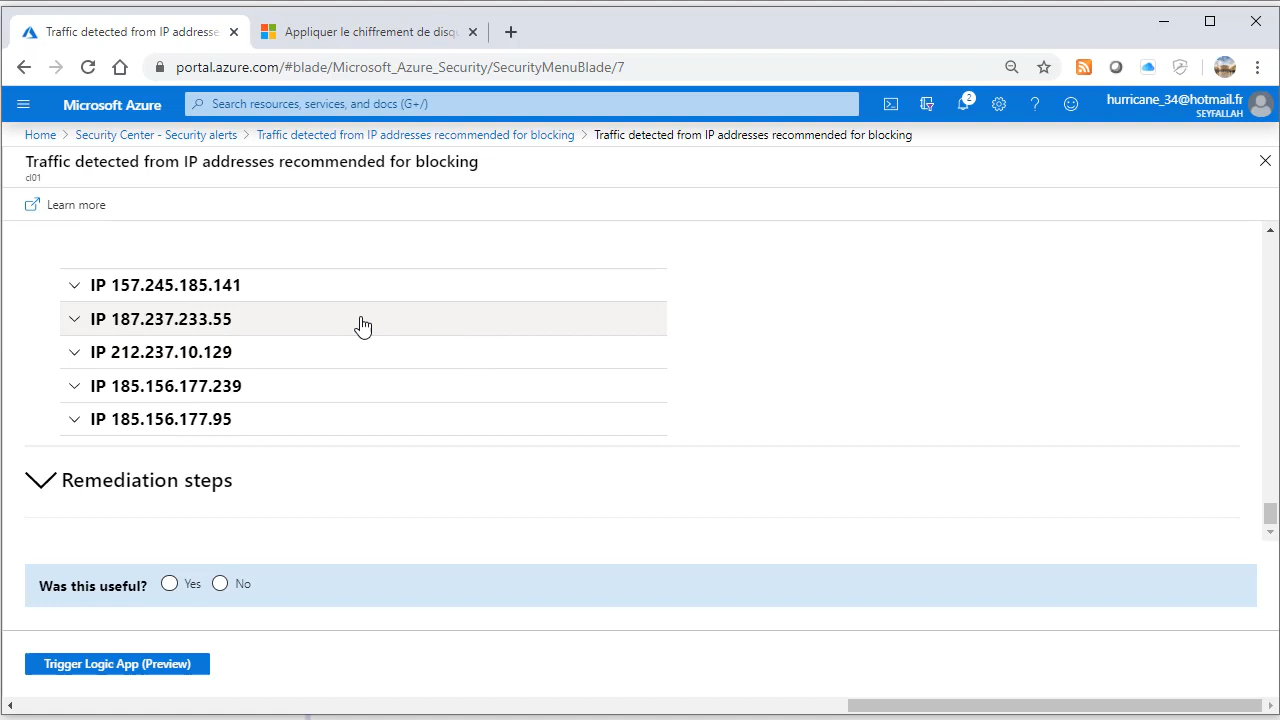 Traffic detected from IP addresse
Appliquer le chiffrement de disqu
portal.azure.com/#blade/Microsoft_Azure_Security/SecurityMenuBlade/7
Microsoft Azure
Search resources, services, and docs (G+/)
2
hurricane_34@hotmail.fr
SEYFALLAH
Home > Security Center - Security alerts > Traffic detected from IP addresses recommended for blocking > Traffic detected from IP addresses recommended for blocking
Traffic detected from IP addresses recommended for blocking
cl01
Learn more
IP 157.245.185.141
IP 187.237.233.55
IP 212.237.10.129
IP 185.156.177.239
IP 185.156.177.95
Remediation steps
Was this useful? Yes No
Trigger Logic App (Preview)